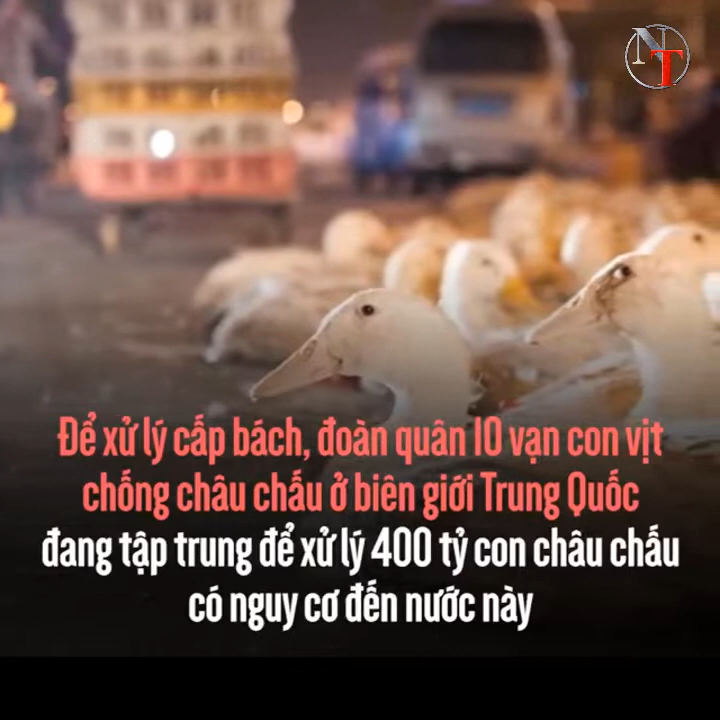 NT
Để xử lý cấp bách, đoàn quân 10 vạn con vịt
chống châu chấu ở biên giới Trung Quốc
đang tập trung để xử lý 400 tỷ con châu chấu
có nguy cơ đến nước này